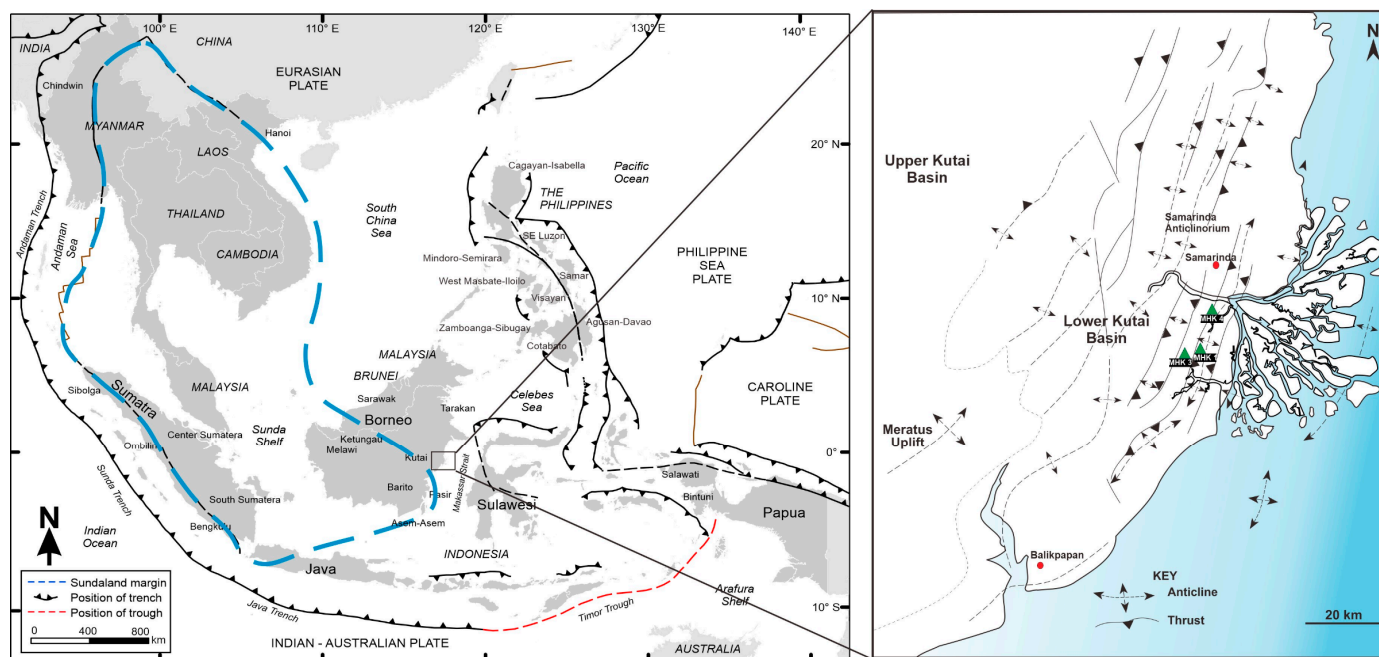 100° E
110° E
120° E
130° E
140° E
INDIA
CHINA
EURASIAN
PLATE
Chindwin
MYANMAR
Hanoi
LAOS
20° N
Cagayan-Isabella
Pacific
Ocean
THE
PHILIPPINES
Andaman Trench
Andaman
Sea
THAILAND
South
China
Sea
CAMBODIA
SE Luzon
Mindoro-Semirara
Samar
PHILIPPINE
SEA
PLATE
West Masbate-Iloilo
Visayan
10° N
Zamboanga-Sibugay
Agusan-Davao
Cotabato
MALAYSIA
BRUNEI
MALAYSIA
Sarawak
Celebes
Sea
CAROLINE
PLATE
Sibolga
Sumatra
Borneo
Tarakan
Center Sumatera
Sunda
Shelf
Ketungau
Melawi
Ombilin
Kutai
0°
Makassar Strait
Salawati
Barito
Pasir
Bintuni
South Sumatera
Sulawesi
Papua
Sunda Trench
Bengkulu
Asem-Asem
N
Indian
Ocean
INDONESIA
Java
Arafura
Shelf
Sundaland margin
Position of trench
Position of trough
Java Trench
Timor Trough
10° S
0 400 800
km
INDIAN - AUSTRALIAN PLATE
AUSTRALIA
N
Upper Kutai
Basin
Samarinda
Anticlinorium
Samarinda
Lower Kutai
Basin
MHK 4
MHK 3
MHK 1
Meratus
Uplift
Balikpapan
KEY
Anticline
Thrust
20 km